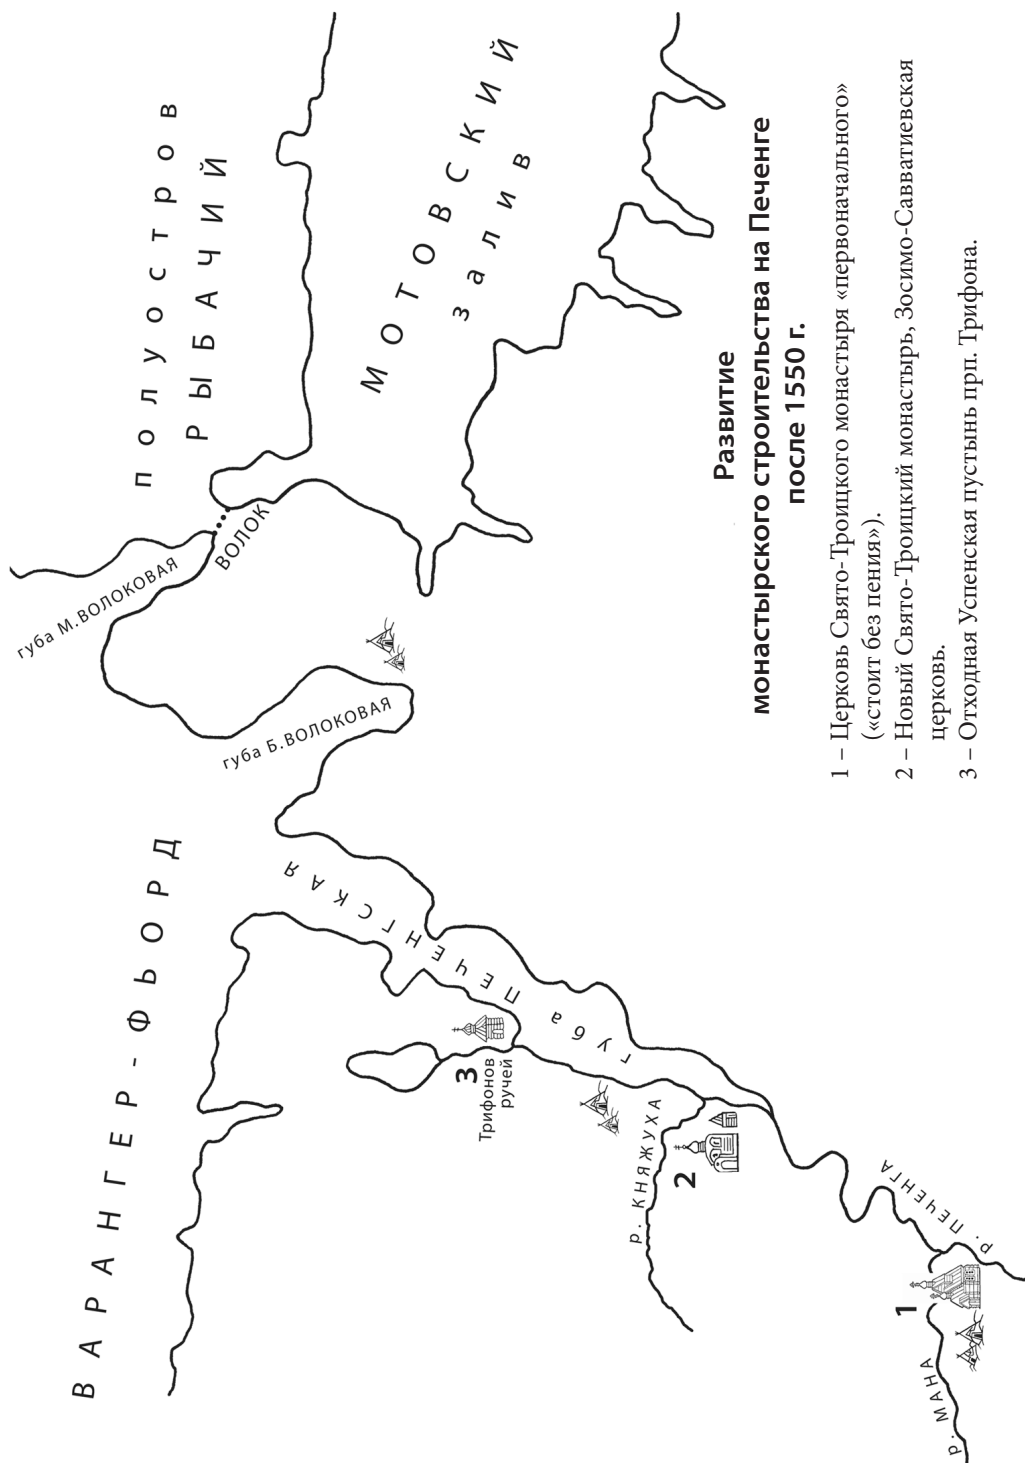 ВАРАНГЕР-ФЬОРД
губа М.ВОЛОКОВАЯ
ПОЛУОСТРОВ
РЫБАЧИЙ
ВОЛОК
губа Б.ВОЛОКОВАЯ
МОТОВСКИЙ
залив
губа ПЕЧЕНГСКАЯ
3
Трифонов
ручей
р. КНЯЖУХА
2
р. ПЕЧЕНГА
1
р. МАНА
Развитие
монастырского строительства на Печенге
после 1550 г.
1 – Церковь Свято-Троицкого монастыря «первоначального»
(«стоит без пения»).
2 – Новый Свято-Троицкий монастырь, Зосимо-Савватиевская
церковь.
3 – Отходная Успенская пустынь прп. Трифона.